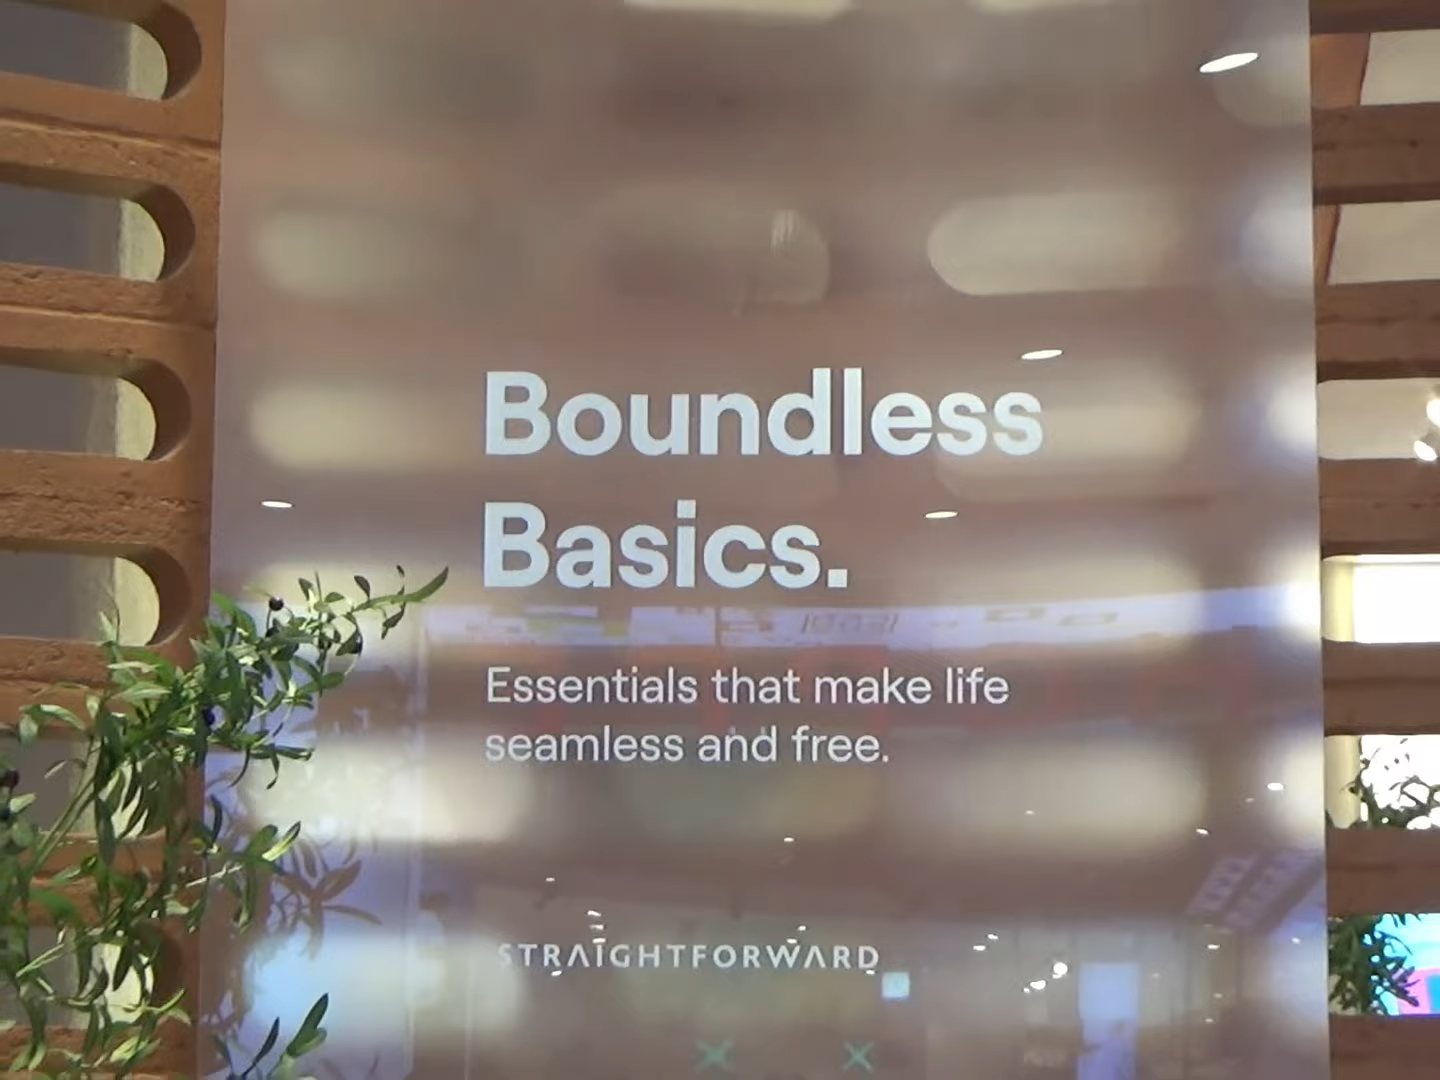 Boundless
Basics.
Essentials that make life
seamless and free.
STRAIGHTFORWARD